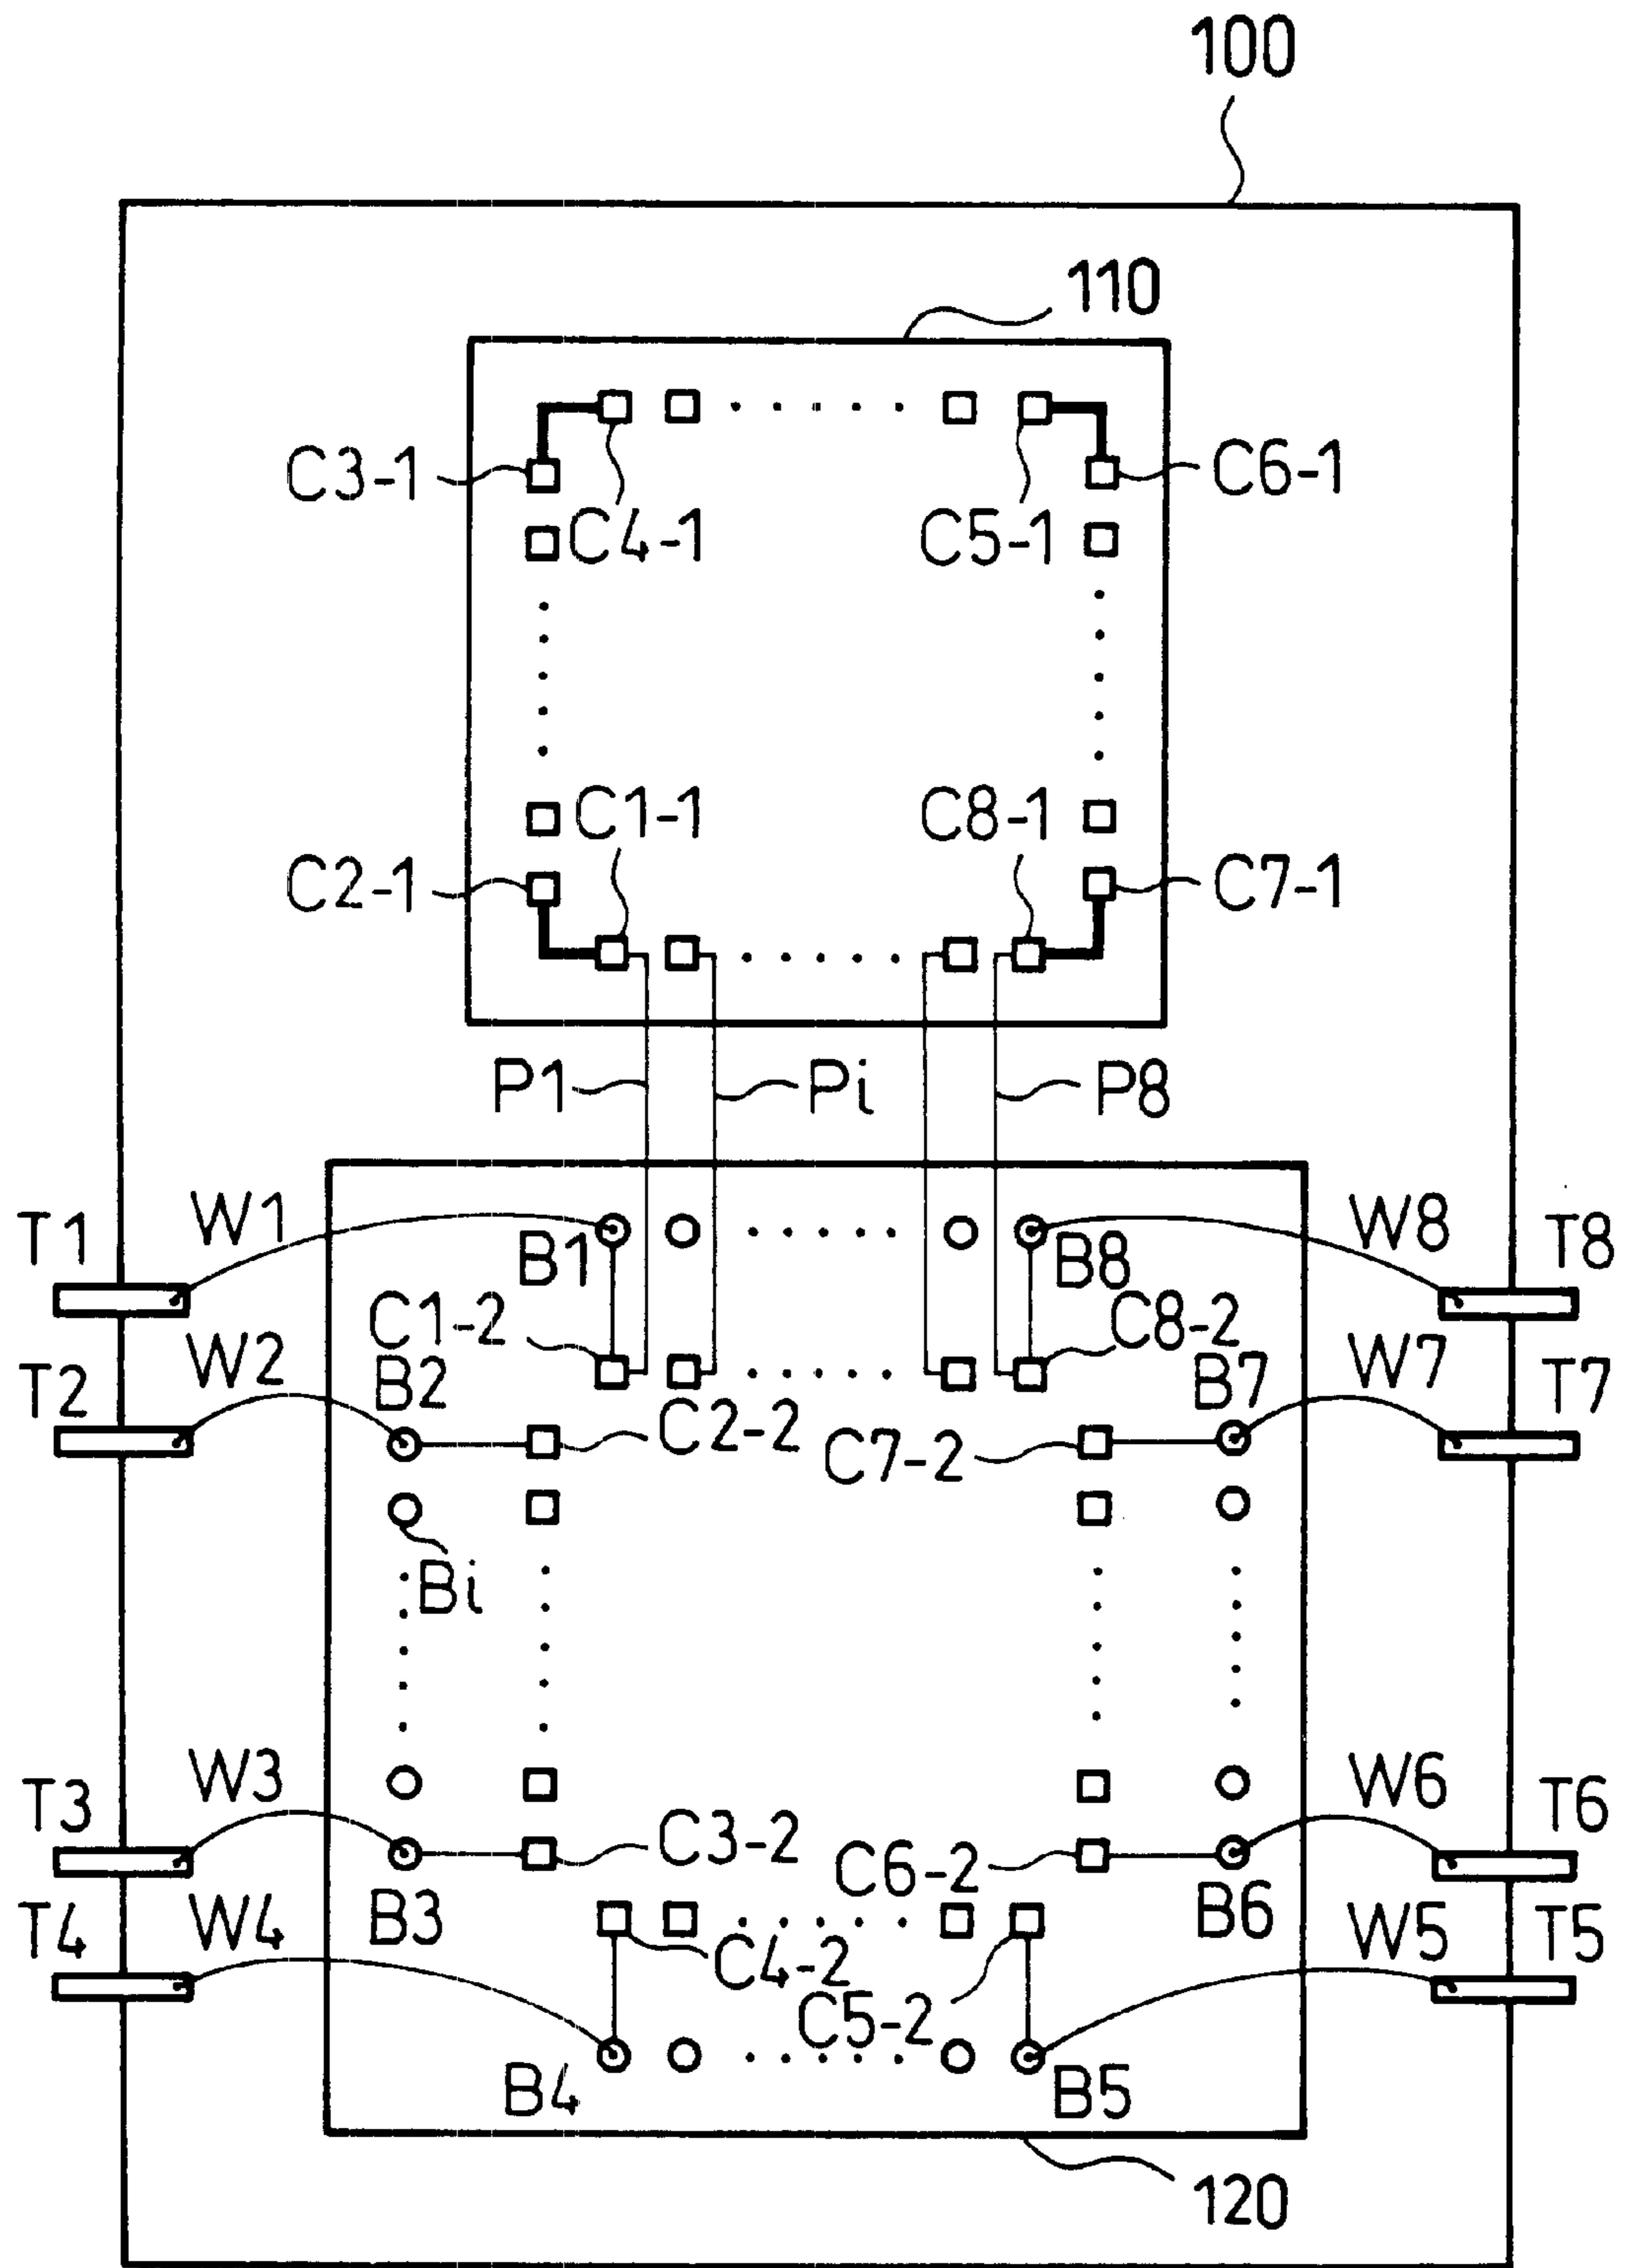 100
110
C3-1
C6-1
C4-1
C5-1
C1-1
C8-1
C2-1
C7-1
P1
Pi
P8
T1
W1
B1
B8
W8
T8
C1-2
C8-2
T2
W2
B2
B7
W7
T7
C2-2
C7-2
Bi
T3
W3
C3-2
C6-2
W6
T6
T4
W4
B3
B6
W5
T5
C4-2
C5-2
B4
B5
120